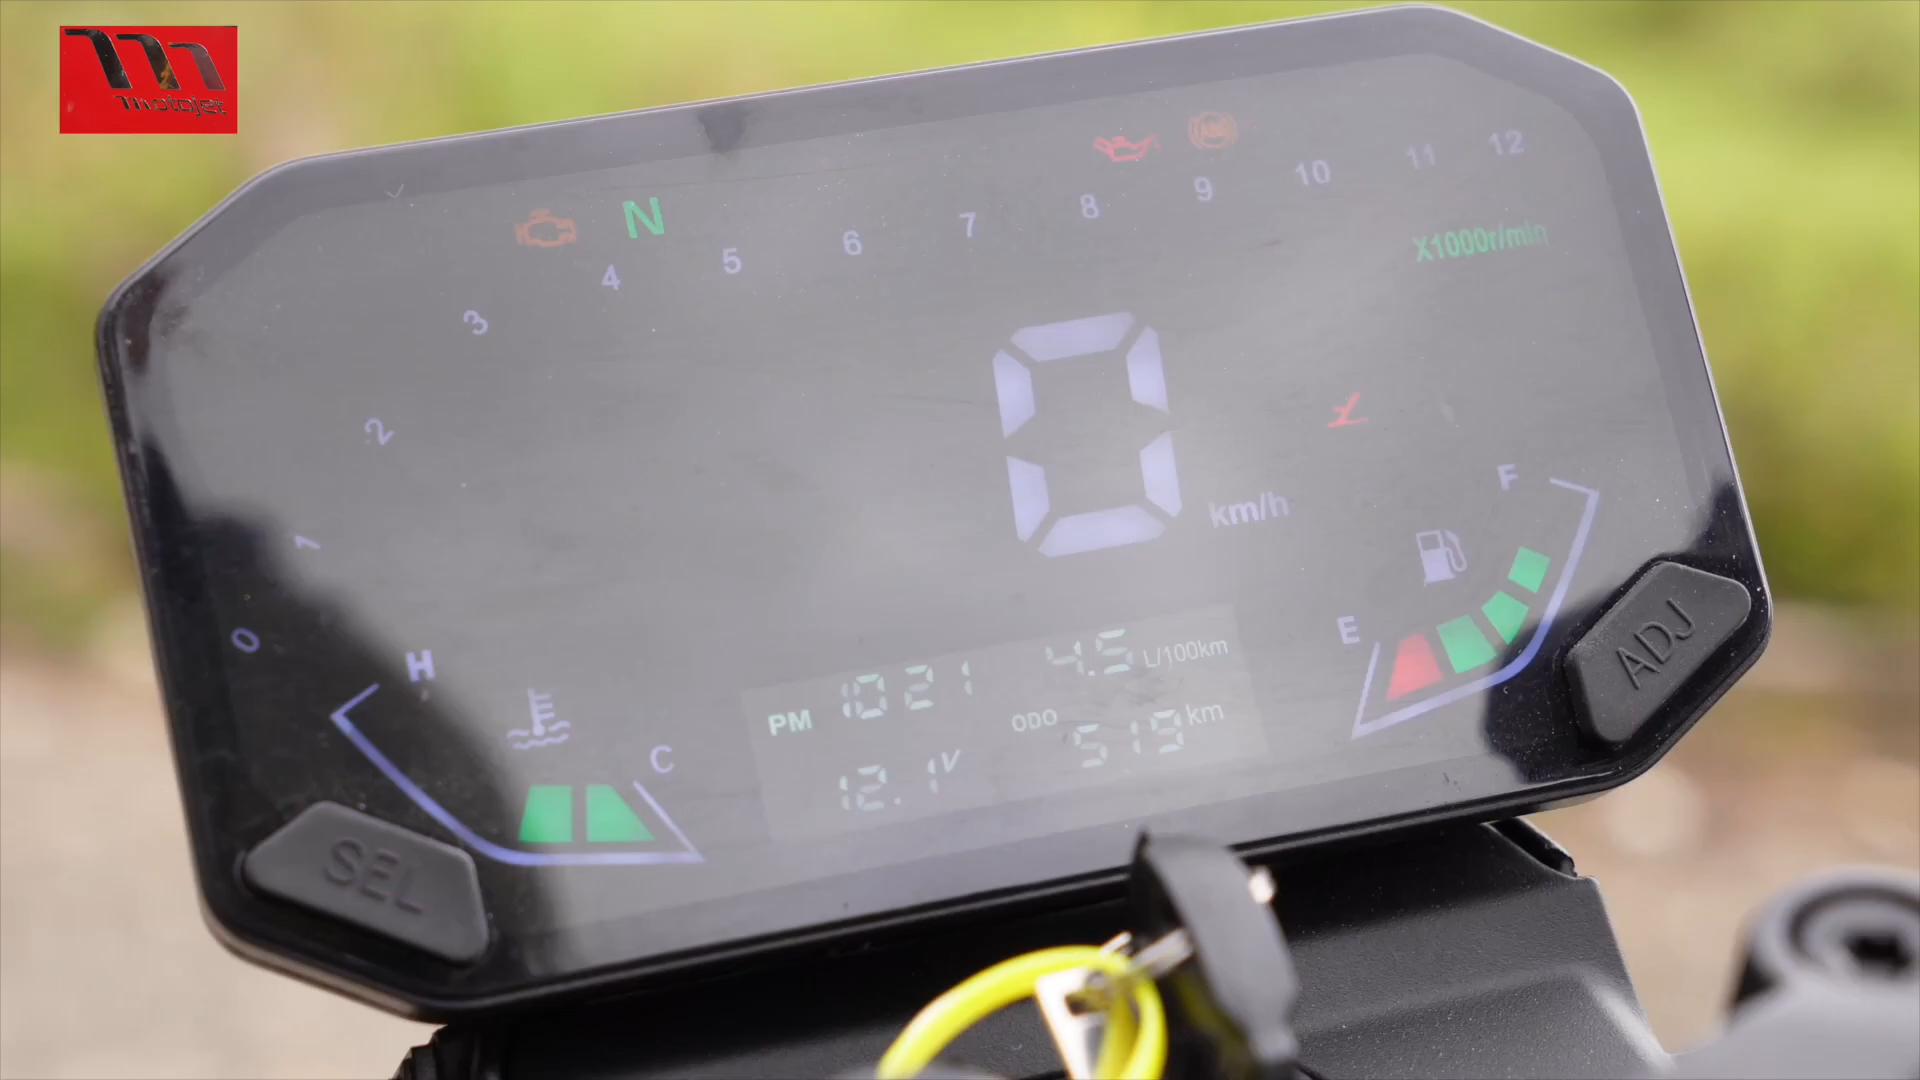 motojet
N
ABS
0 1 2 3 4 5 6 7 8 9 10 11 12
X1000r/min
0 km/h
H
C
F
E
PM 10 21
4.5 L/100km
12.1V
ODO 519 km
SEL
ADJ